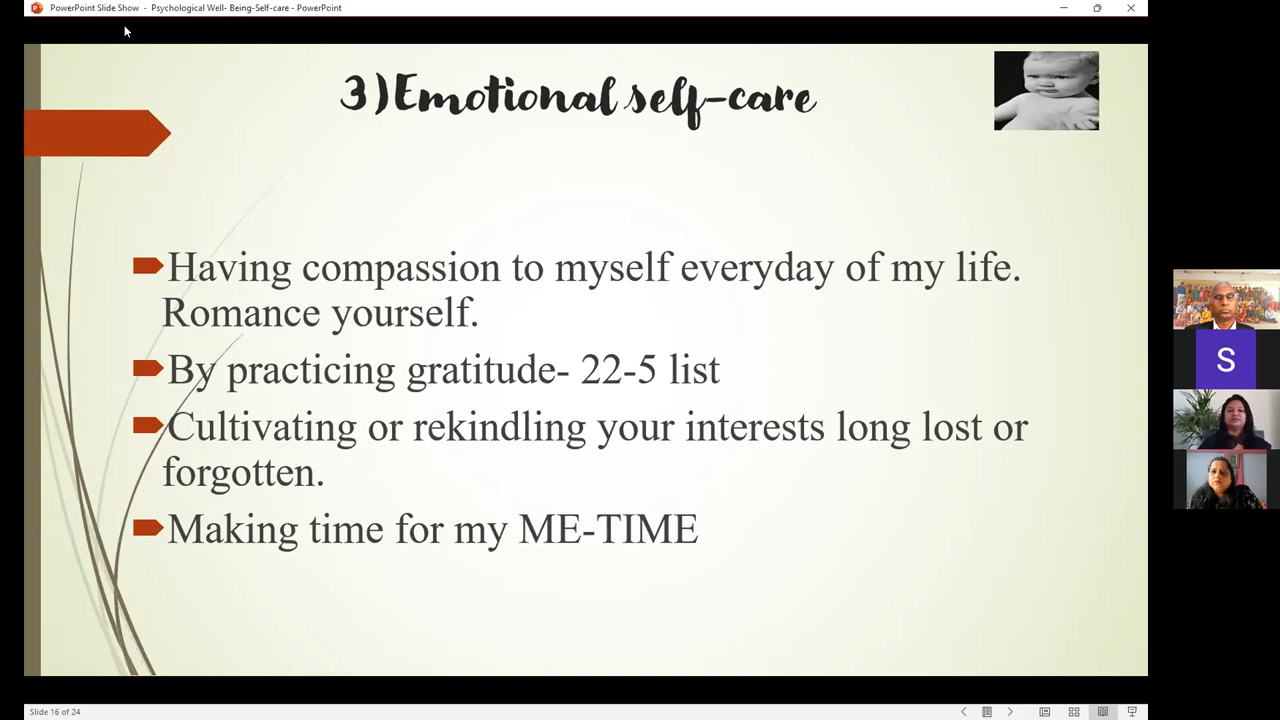 PowerPoint Slide Show - Psychological Well- Being-Self-care - PowerPoint
3)Emotional self-care
Having compassion to myself everyday of my life.
Romance yourself.
By practicing gratitude- 22-5 list
Cultivating or rekindling your interests long lost or
forgotten.
Making time for my ME-TIME
S
Slide 16 of 24